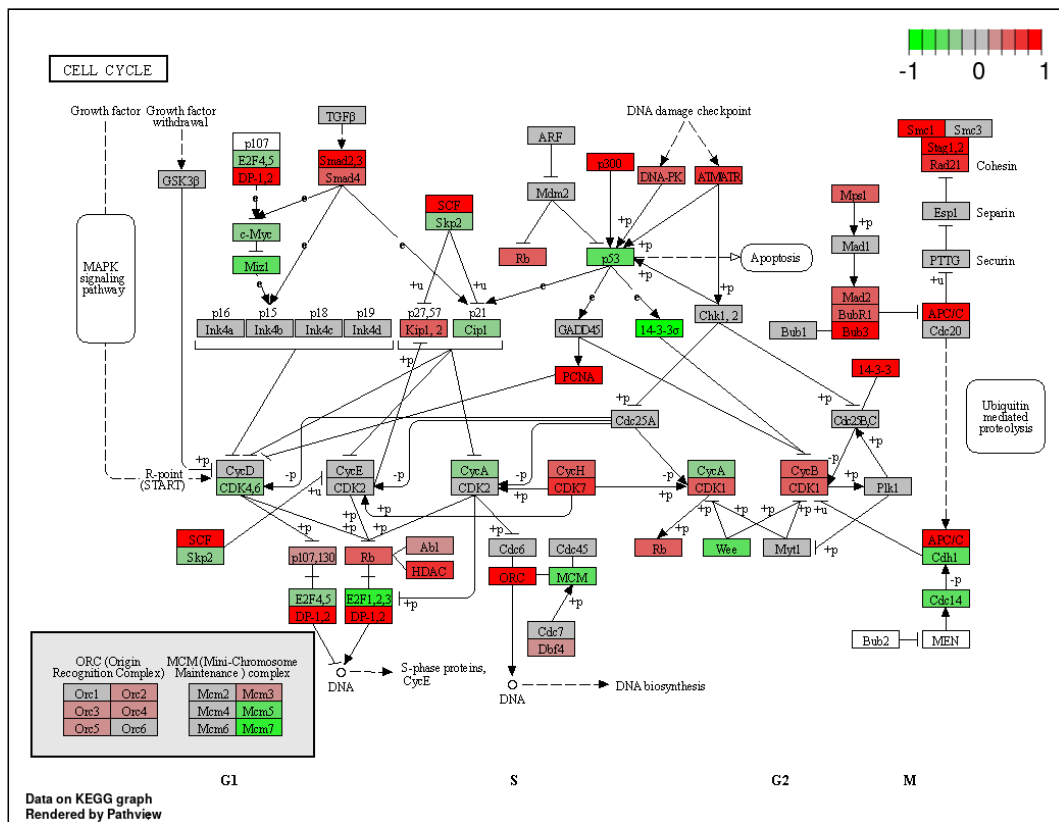 -1 0 1
CELL CYCLE
Growth factor
Growth factor
withdrawal
TGFβ
DNA damage checkpoint
p107
E2F4,5
DP-1,2
Smad2,3
Smad4
GSK3β
ARF
p300
DNA-PK
ATM/ATR
Smc1
Smc3
Stag1,2
Rad21
Cohesin
Mdm2
SCF
Skp2
Mps1
e
e
e
c-Myc
Esp1
Separin
+p
+p
Mad1
Rb
p53
+p
+p
Apoptosis
PTTG
Securin
MAPK
signaling
pathway
Miz1
e
e
e
+u
+u
e
e
e
+p
+u
Mad2
BubR1
Bub3
Bub1
APC/C
Cdc20
p16
p15
p18
p19
p27,57
p21
Ink4a
Ink4b
Ink4c
Ink4d
Kip1, 2
Cip1
GADD45
14-3-3σ
Chk1, 2
+p
PCNA
14-3-3
+p
+p
Cdc25A
Cdc25B,C
Ubiquitin
mediated
proteolysis
+p
R-point
(START)
+p
CycD
CDK4,6
-p
CycE
CDK2
-p
CycA
CDK2
-p
+p
CycH
CDK7
-p
+p
CycA
CDK1
CycB
CDK1
-p
+p
Plk1
+u
+p
+p
+p
+p
+p
+p
+p
+p
+u
SCF
Skp2
p107,130
Rb
Abl
HDAC
Cdc6
Cdc45
Rb
Wee
Myt1
+p
APC/C
Cdh1
ORC
MCM
-p
E2F4,5
DP-1,2
E2F1,2,3
DP-1,2
+p
+p
Cdc14
Cdc7
Dbf4
Bub2
MEN
DNA
S-phase proteins,
CycE
DNA
DNA biosynthesis
ORC (Origin
Recognition Complex)
MCM (Mini-Chromosome
Maintenance ) complex
Orc1 Orc2
Orc3 Orc4
Orc5 Orc6
Mcm2 Mcm3
Mcm4 Mcm5
Mcm6 Mcm7
G1 S G2 M
Data on KEGG graph
Rendered by Pathview